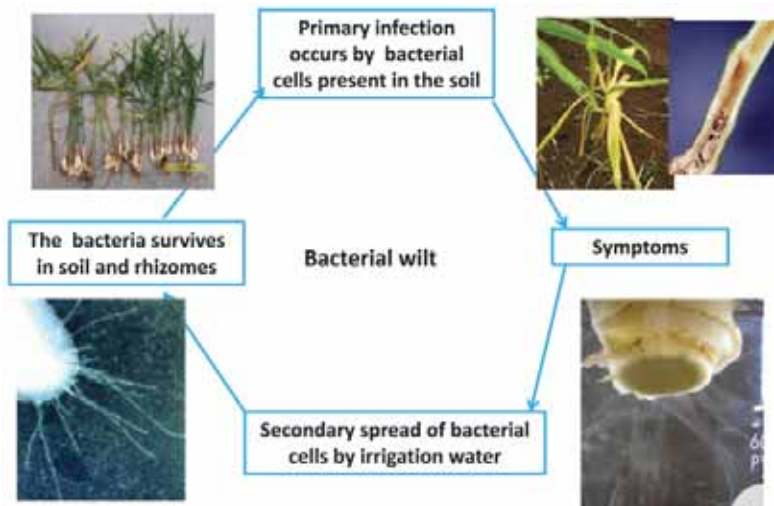 Primary infection
occurs by bacterial
cells present in the soil
The bacteria survives
in soil and rhizomes
Bacterial wilt
Symptoms
Secondary spread of bacterial
cells by irrigation water